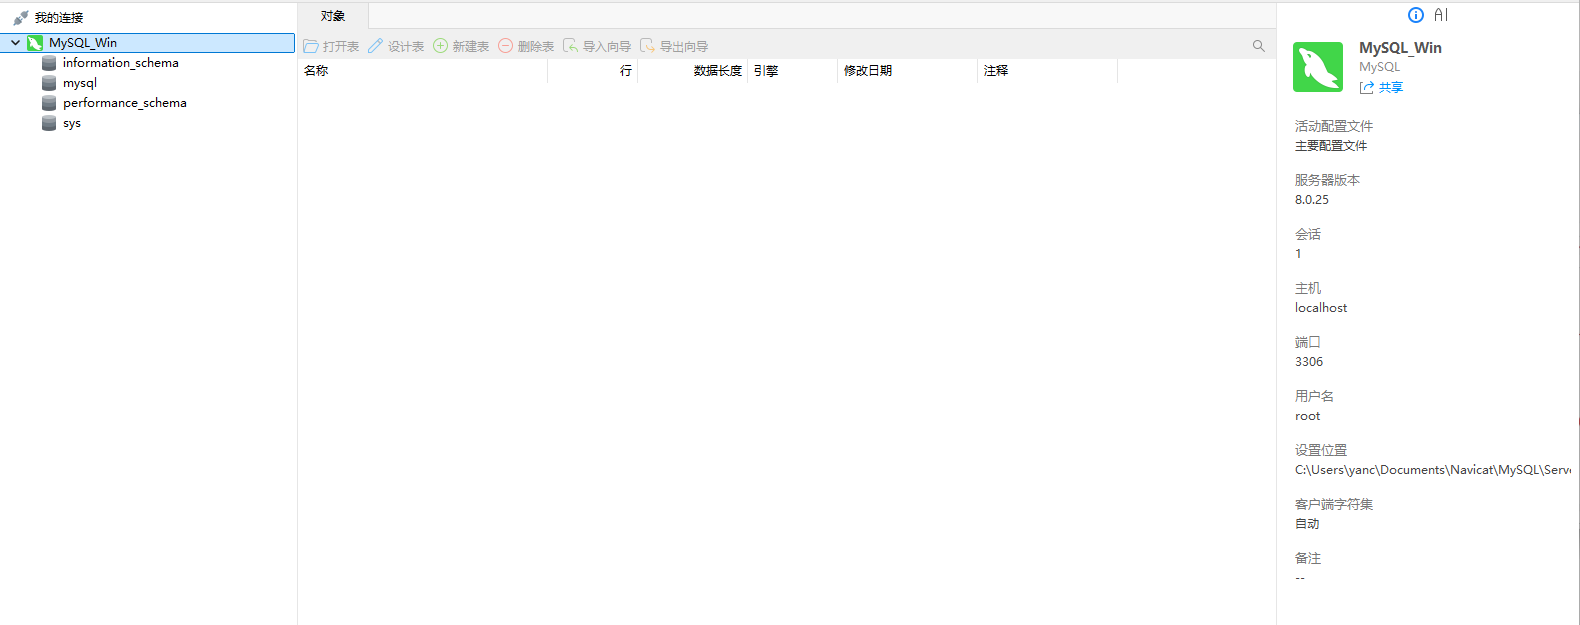 我的连接
MySQL_Win
information_schema
mysql
performance_schema
sys
对象
打开表 设计表 新建表 删除表 导入向导 导出向导
名称 行 数据长度 引擎 修改日期 注释
AI
MySQL_Win
MySQL
共享
活动配置文件
主要配置文件
服务器版本
8.0.25
会话
1
主机
localhost
端口
3306
用户名
root
设置位置
C:\Users\yanc\Documents\Navicat\MySQL\Serve
客户端字符集
自动
备注
--